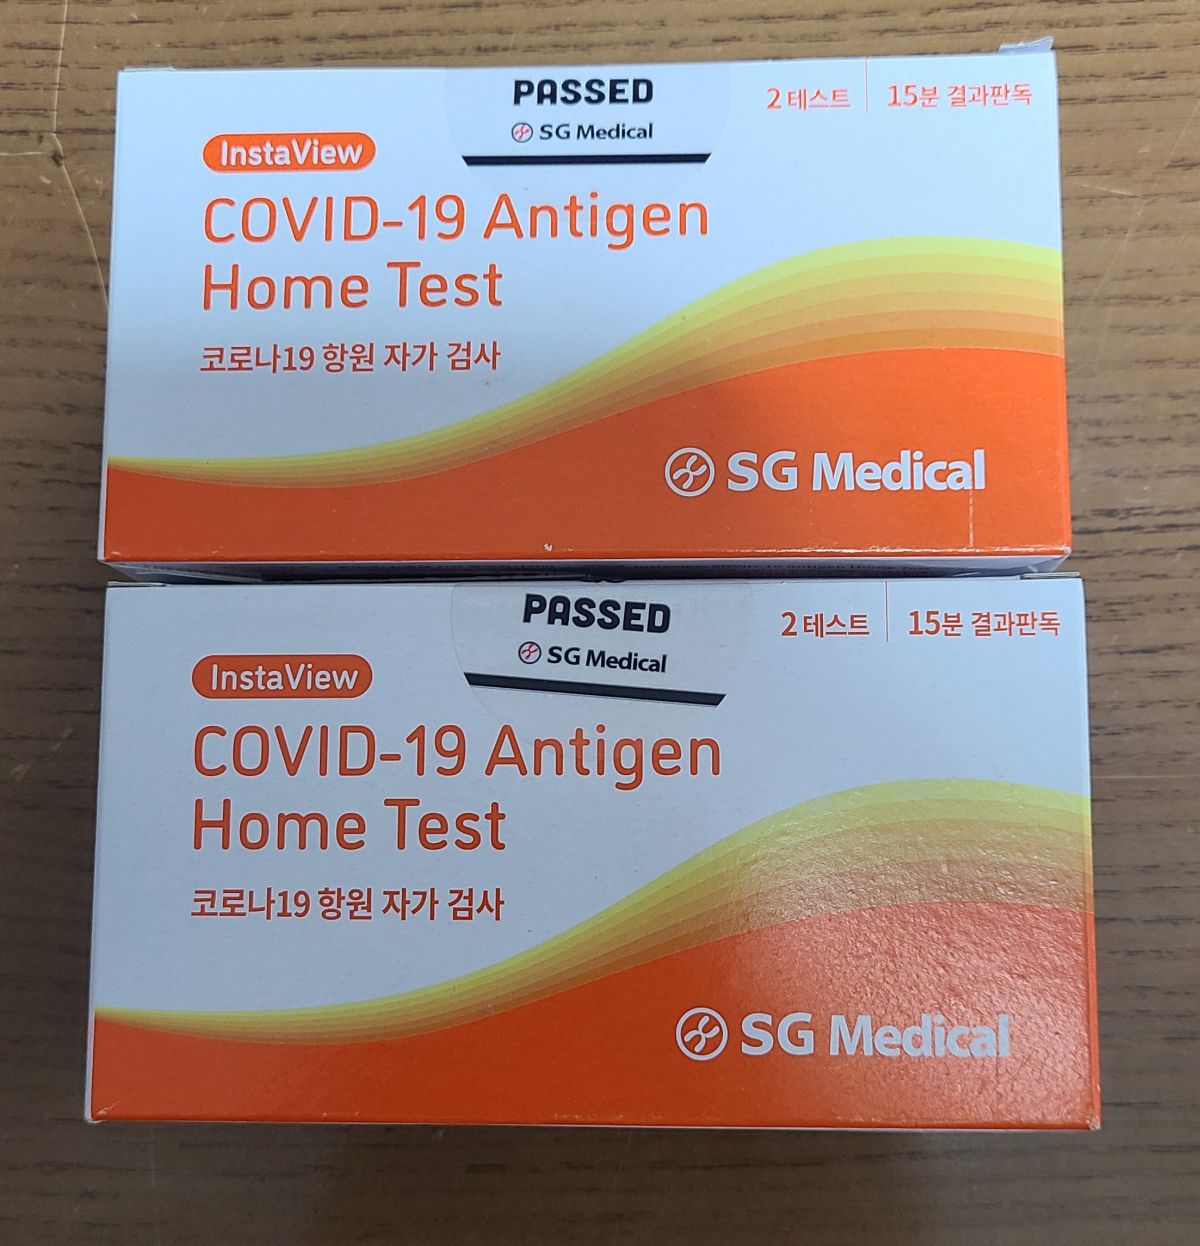 PASSED
SG Medical
2 테스트
15분 결과판독
InstaView
COVID-19 Antigen
Home Test
코로나19 항원 자가 검사
SG Medical
PASSED
SG Medical
2 테스트
15분 결과판독
InstaView
COVID-19 Antigen
Home Test
코로나19 항원 자가 검사
SG Medical